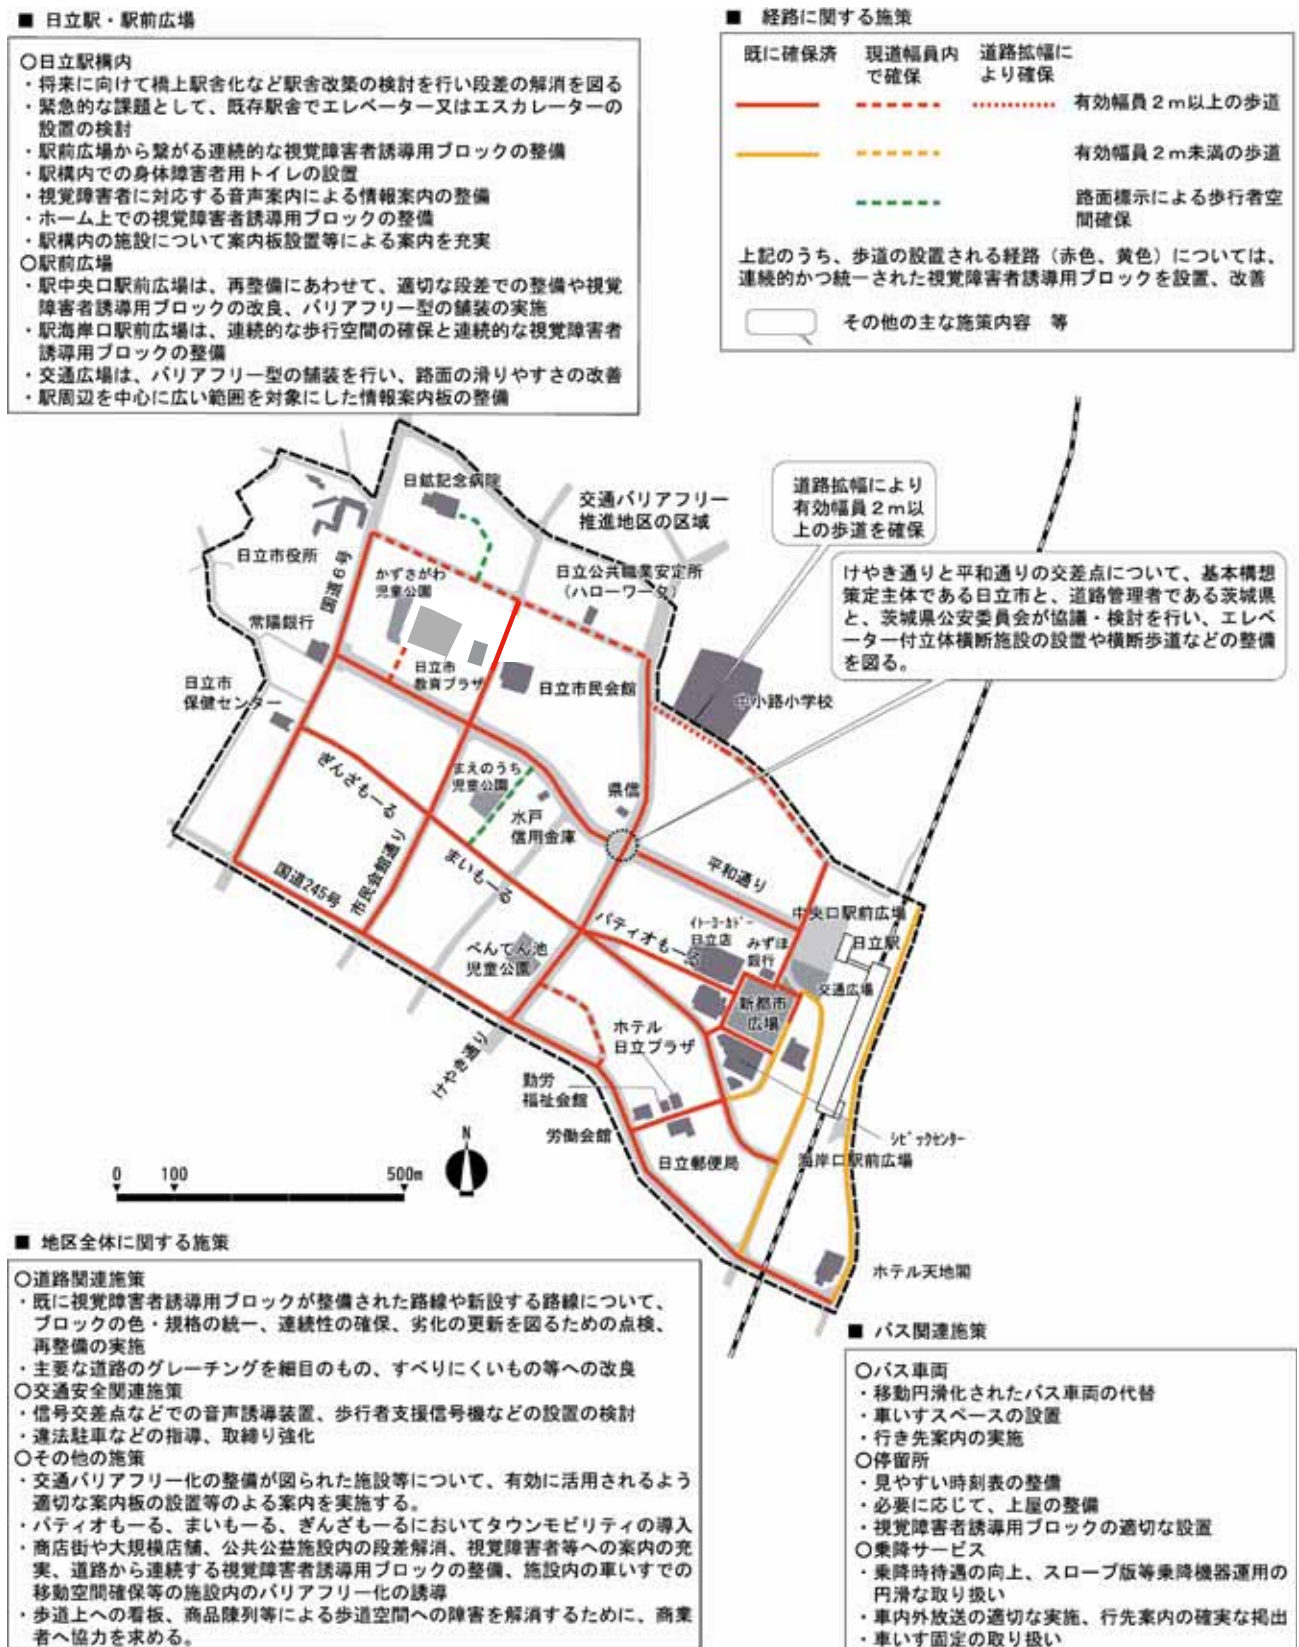 ■ 日立駅・駅前広場
○日立駅構内
・将来に向けて橋上駅舎化など駅舎改築の検討を行い段差の解消を図る
・緊急的な課題として、既存駅舎でエレベーター又はエスカレーターの
設置の検討
・駅前広場から繋がる連続的な視覚障害者誘導用ブロックの整備
・駅構内での身体障害者用トイレの設置
・視覚障害者に対応する音声案内による情報案内の整備
・ホーム上での視覚障害者誘導用ブロックの整備
・駅構内の施設について案内板設置等による案内を充実
○駅前広場
・駅中央口駅前広場は、再整備にあわせて、適切な段差での整備や視覚
障害者誘導用ブロックの改良、バリアフリー型の舗装の実施
・駅海岸口駅前広場は、連続的な歩行空間の確保と連続的な視覚障害者
誘導用ブロックの整備
・交通広場は、バリアフリー型の舗装を行い、路面の滑りやすさの改善
・駅周辺を中心に広い範囲を対象にした情報案内板の整備
■ 経路に関する施策
既に確保済
現道幅員内
で確保
道路拡幅に
より確保
有効幅員2m以上の歩道
有効幅員2m未満の歩道
路面標示による歩行者空
間確保
上記のうち、歩道の設置される経路（赤色、黄色）については、
連続的かつ統一された視覚障害者誘導用ブロックを設置、改善
その他の主な施策内容 等
日鉱記念病院
交通バリアフリー
推進地区の区域
道路拡幅により
有効幅員2m以
上の歩道を確保
日立市役所
国道6号
かずさがわ
児童公園
日立公共職業安定所
（ハローワーク）
けやき通りと平和通りの交差点について、基本構想
策定主体である日立市と、道路管理者である茨城県
と、茨城県公安委員会が協議・検討を行い、エレベ
ーター付立体横断施設の設置や横断歩道などの整備
を図る。
常陽銀行
日立市
教育プラザ
日立市民会館
日立市
保健センター
中小路小学校
ぎんざもーる
まえのうち
児童公園
県信
水戸
信用金庫
まいもーる
平和通り
国道245号
市民会館通り
パティオもーる
イトーヨーカドー
日立店
みずほ
銀行
中央口駅前広場
日立駅
べんてん池
児童公園
交通広場
新都市
広場
けやき通り
ホテル
日立プラザ
勤労
福祉会館
労働会館
日立郵便局
シビックセンター
海岸口駅前広場
N
0 100 500m
ホテル天地閣
■ 地区全体に関する施策
○道路関連施策
・既に視覚障害者誘導用ブロックが整備された路線や新設する路線について、
ブロックの色・規格の統一、連続性の確保、劣化の更新を図るための点検、
再整備の実施
・主要な道路のグレーチングを細目のもの、すべりにくいもの等への改良
○交通安全関連施策
・信号交差点などでの音声誘導装置、歩行者支援信号機などの設置の検討
・違法駐車などの指導、取締り強化
○その他の施策
・交通バリアフリー化の整備が図られた施設等について、有効に活用されるよう
適切な案内板の設置等のよる案内を実施する。
・パティオもーる、まいもーる、ぎんざもーるにおいてタウンモビリティの導入
・商店街や大規模店舗、公共公益施設内の段差解消、視覚障害者等への案内の充
実、道路から連続する視覚障害者誘導用ブロックの整備、施設内の車いすでの
移動空間確保等の施設内のバリアフリー化の誘導
・歩道上への看板、商品陳列等による歩道空間への障害を解消するために、商業
者へ協力を求める。
■ バス関連施策
○バス車両
・移動円滑化されたバス車両の代替
・車いすスペースの設置
・行き先案内の実施
○停留所
・見やすい時刻表の整備
・必要に応じて、上屋の整備
・視覚障害者誘導用ブロックの適切な設置
○乗降サービス
・乗降時待遇の向上、スロープ版等乗降機器運用の
円滑な取り扱い
・車内外放送の適切な実施、行先案内の確実な掲出
・車いす固定の取り扱い